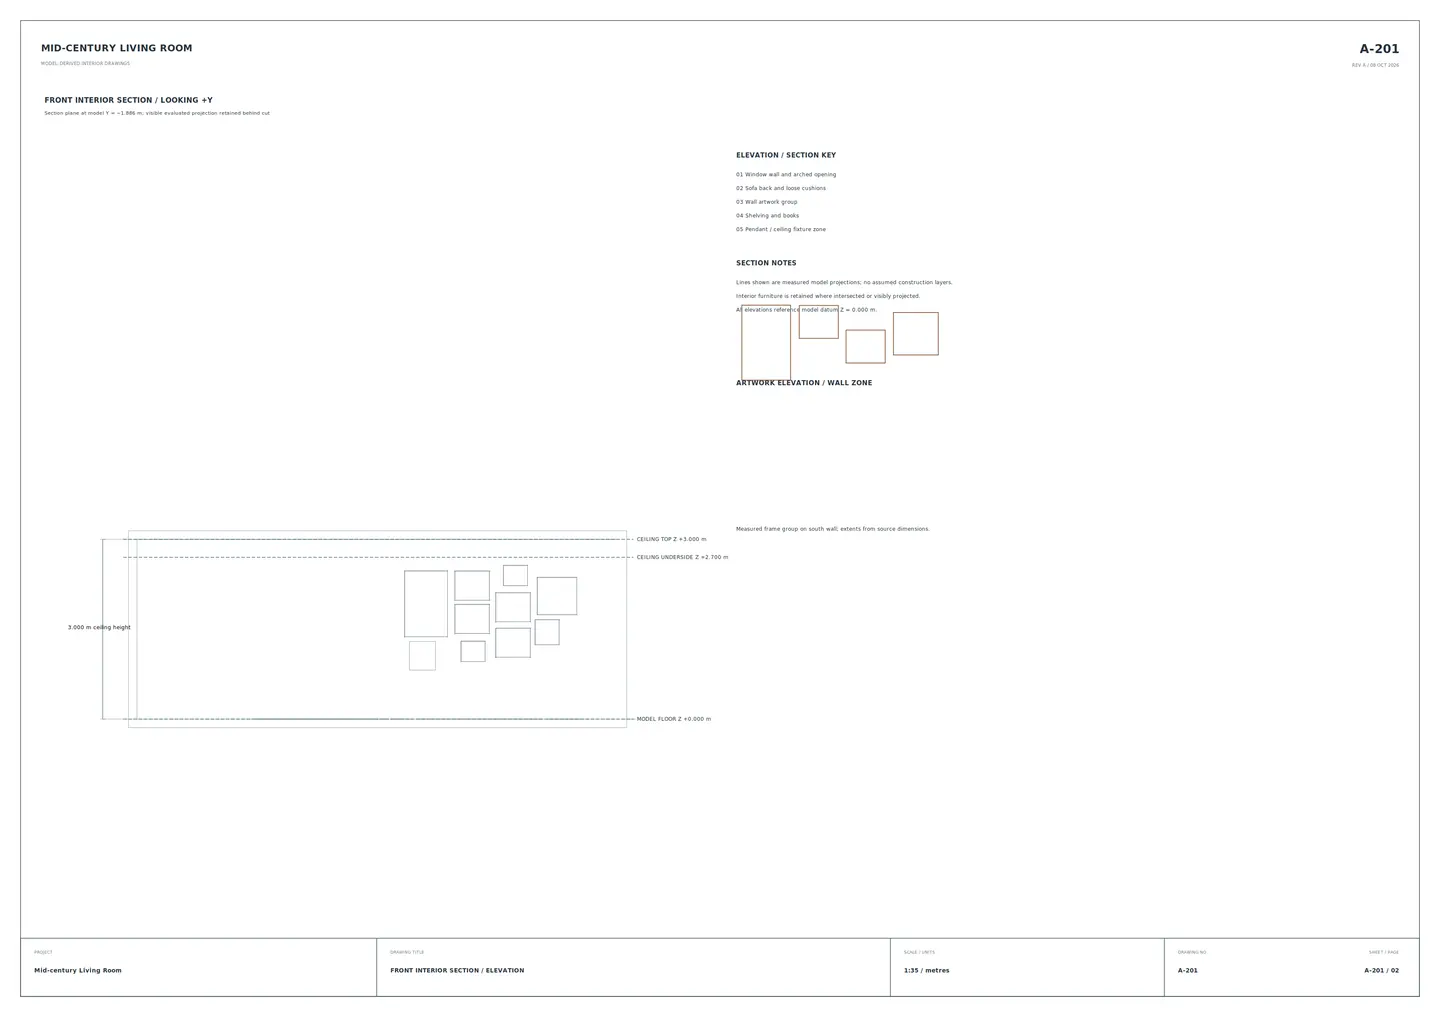 MID-CENTURY LIVING ROOM
MODEL-DERIVED INTERIOR DRAWINGS
A-201
REV A / 08 OCT 2026
FRONT INTERIOR SECTION / LOOKING +Y
Section plane at model Y = −1.886 m; visible evaluated projection retained behind cut
ELEVATION / SECTION KEY
01 Window wall and arched opening
02 Sofa back and loose cushions
03 Wall artwork group
04 Shelving and books
05 Pendant / ceiling fixture zone
SECTION NOTES
Lines shown are measured model projections; no assumed construction layers.
Interior furniture is retained where intersected or visibly projected.
All elevations reference model datum Z = 0.000 m.
ARTWORK ELEVATION / WALL ZONE
Measured frame group on south wall; extents from source dimensions.
CEILING TOP Z +3.000 m
CEILING UNDERSIDE Z +2.700 m
3.000 m ceiling height
MODEL FLOOR Z +0.000 m
PROJECT
Mid-century Living Room
DRAWING TITLE
FRONT INTERIOR SECTION / ELEVATION
SCALE / UNITS
1:35 / metres
DRAWING NO.
A-201
SHEET / PAGE
A-201 / 02